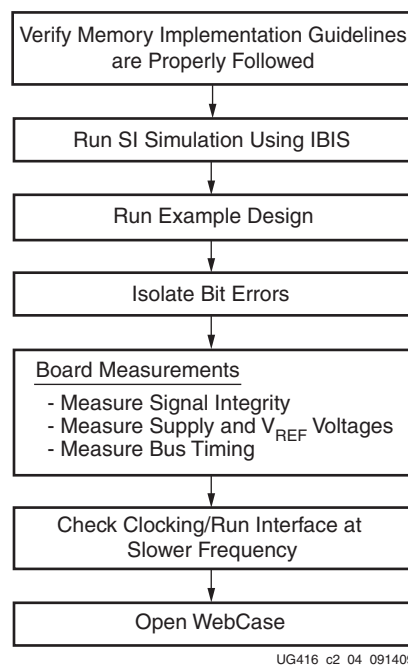 Verify Memory Implementation Guidelines
are Properly Followed
Run SI Simulation Using IBIS
Run Example Design
Isolate Bit Errors
Board Measurements
- Measure Signal Integrity
- Measure Supply and VREF Voltages
- Measure Bus Timing
Check Clocking/Run Interface at
Slower Frequency
Open WebCase
UG416_c2_04_091409